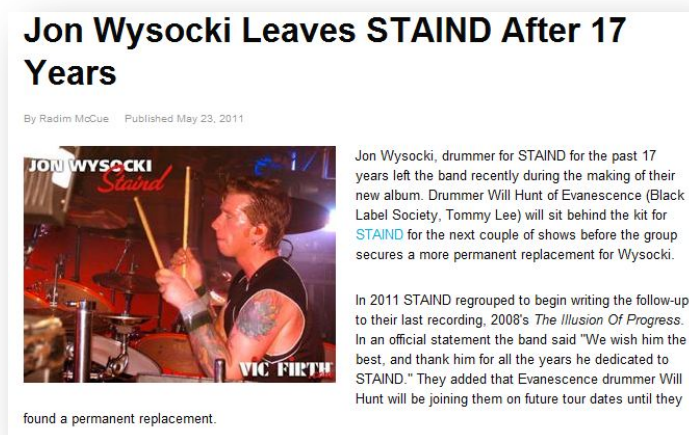 Jon Wysocki Leaves STAIND After 17
Years
By Radim McCue Published May 23, 2011
JON WYSOCKI
Staind
VIC FIRTH
Jon Wysocki, drummer for STAIND for the past 17
years left the band recently during the making of their
new album. Drummer Will Hunt of Evanescence (Black
Label Society, Tommy Lee) will sit behind the kit for
STAIND for the next couple of shows before the group
secures a more permanent replacement for Wysocki.
In 2011 STAIND regrouped to begin writing the follow-up
to their last recording, 2008's The Illusion Of Progress.
In an official statement the band said "We wish him the
best, and thank him for all the years he dedicated to
STAIND." They added that Evanescence drummer Will
Hunt will be joining them on future tour dates until they
found a permanent replacement.